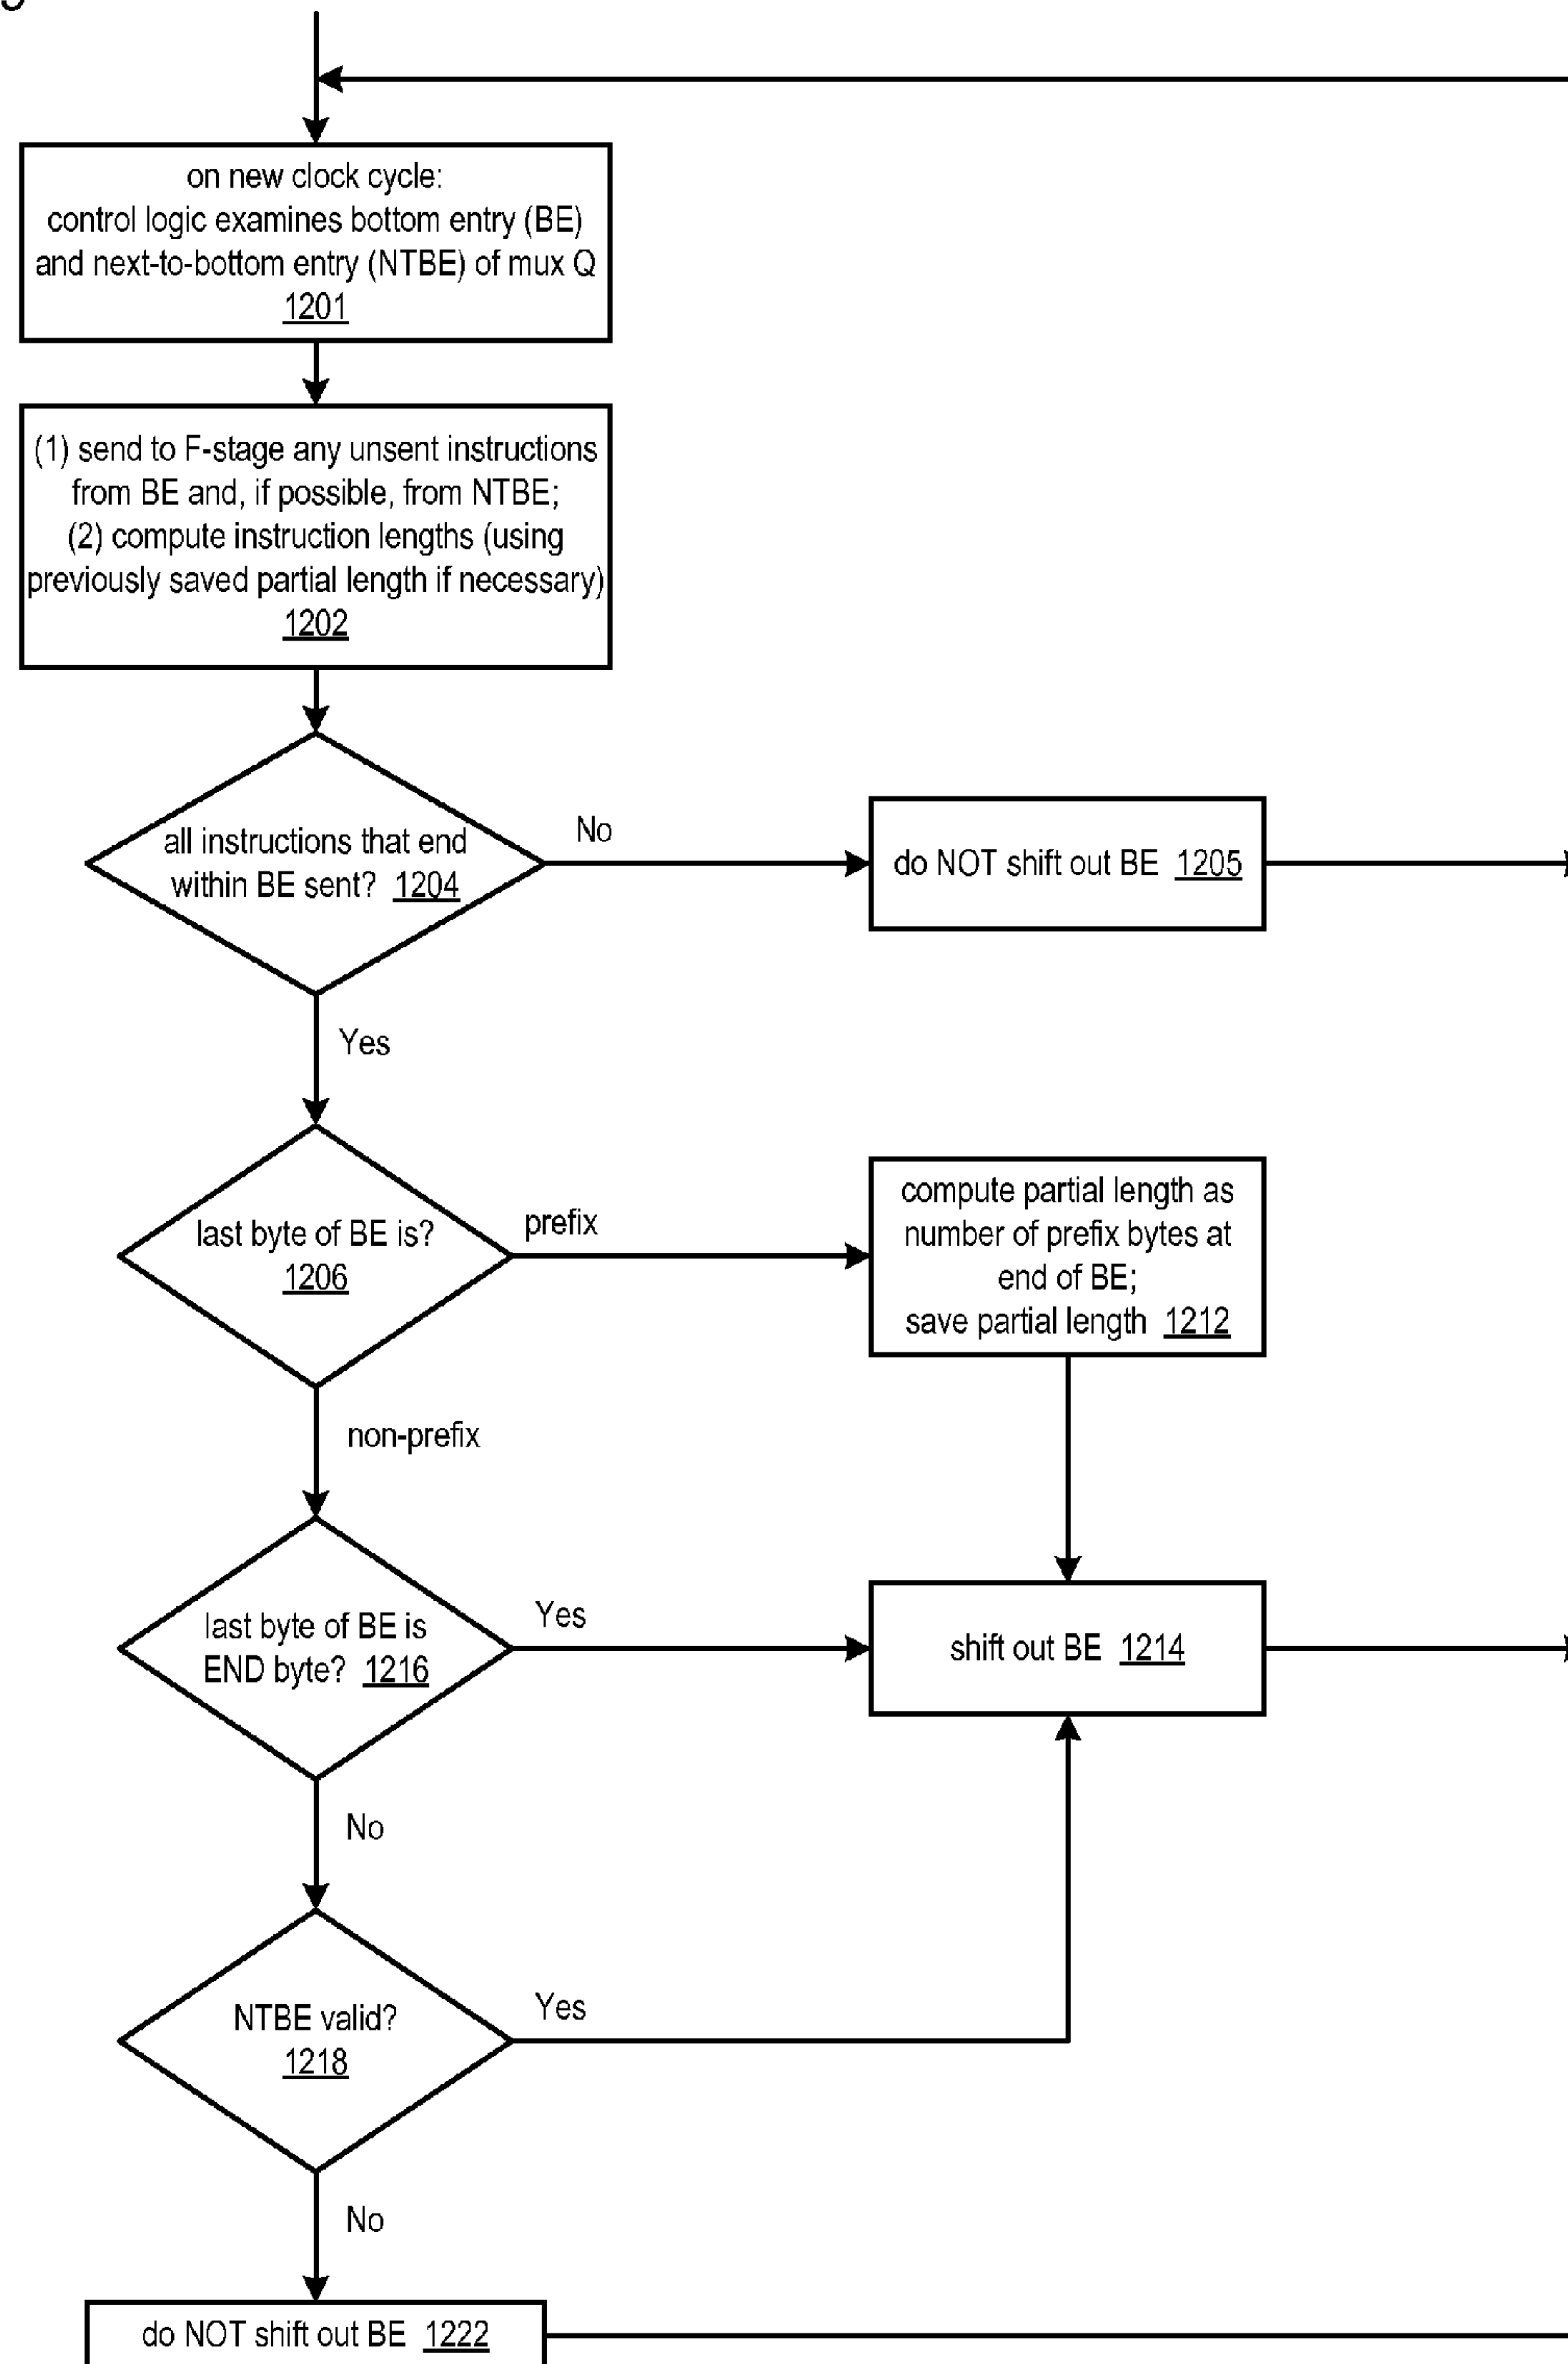 on new clock cycle:
control logic examines bottom entry (BE)
and next-to-bottom entry (NTBE) of mux Q
1201
(1) send to F-stage any unsent instructions
from BE and, if possible, from NTBE;
(2) compute instruction lengths (using
previously saved partial length if necessary)
1202
all instructions that end
within BE sent? 1204
No
do NOT shift out BE 1205
Yes
last byte of BE is?
1206
prefix
compute partial length as
number of prefix bytes at
end of BE;
save partial length 1212
non-prefix
last byte of BE is
END byte? 1216
Yes
shift out BE 1214
No
NTBE valid?
1218
Yes
No
do NOT shift out BE 1222